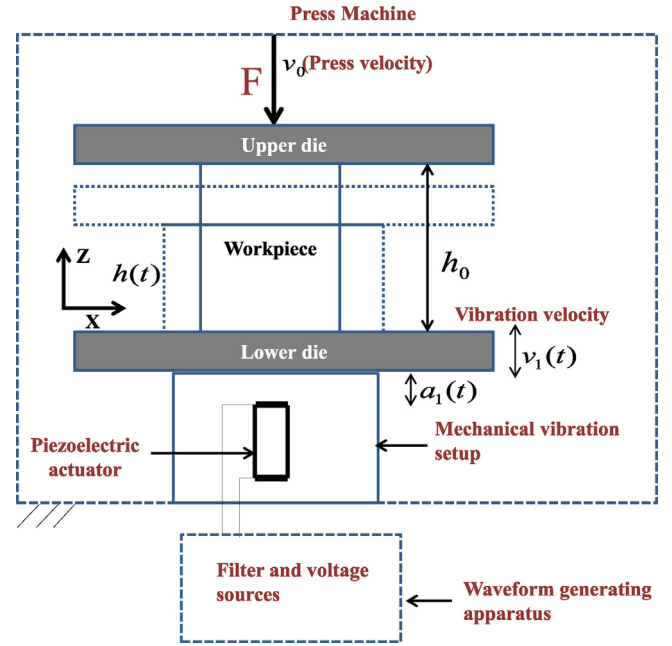 Press Machine
F
v₀(Press velocity)
Upper die
Z
h(t)
Workpiece
h₀
X
Vibration velocity
Lower die
v₁(t)
a₁(t)
Piezoelectric
actuator
Mechanical vibration
setup
Filter and voltage
sources
Waveform generating
apparatus